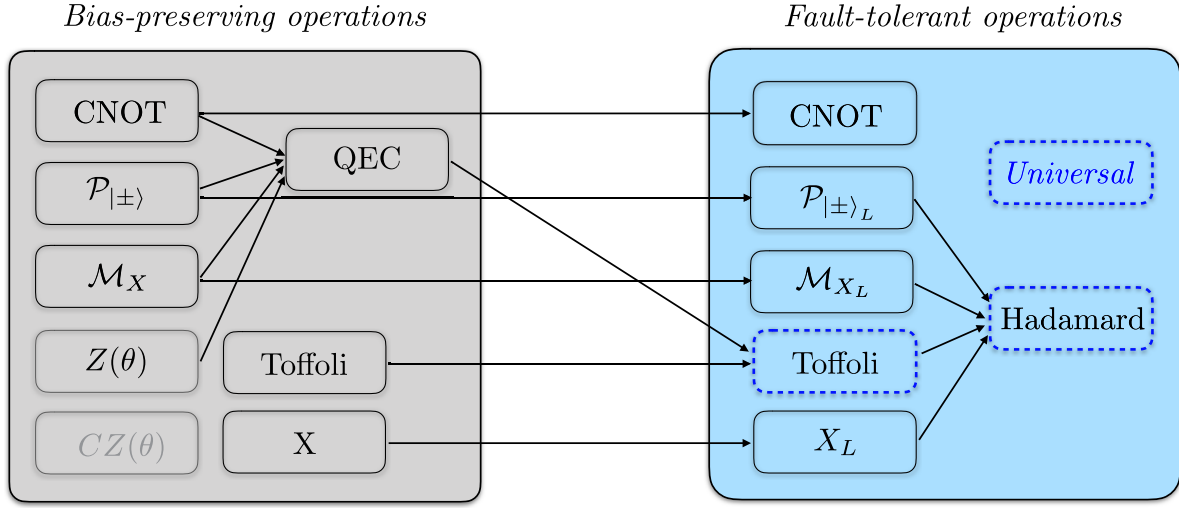 Bias-preserving operations
Fault-tolerant operations
CNOT
QEC
𝒫|±⟩
ℳX
Z(θ)
Toffoli
CZ(θ)
X
CNOT
Universal
𝒫|±⟩L
ℳXL
Hadamard
Toffoli
XL